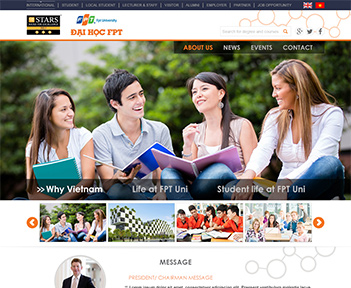 INTERNATIONAL | STUDENT | LOCAL STUDENT | LECTURER & STAFF | VISITOR | ALUMNI | EMPLOYER | PARTNER | JOB OPPORTUNITY
STARS
FPT University
ĐẠI HỌC FPT
Search for degree and courses
ABOUT US NEWS EVENTS CONTACT
>> Why Vietnam Life at FPT Uni Student life at FPT Uni
MESSAGE
PRESIDENT/ CHAIRMAN MESSAGE